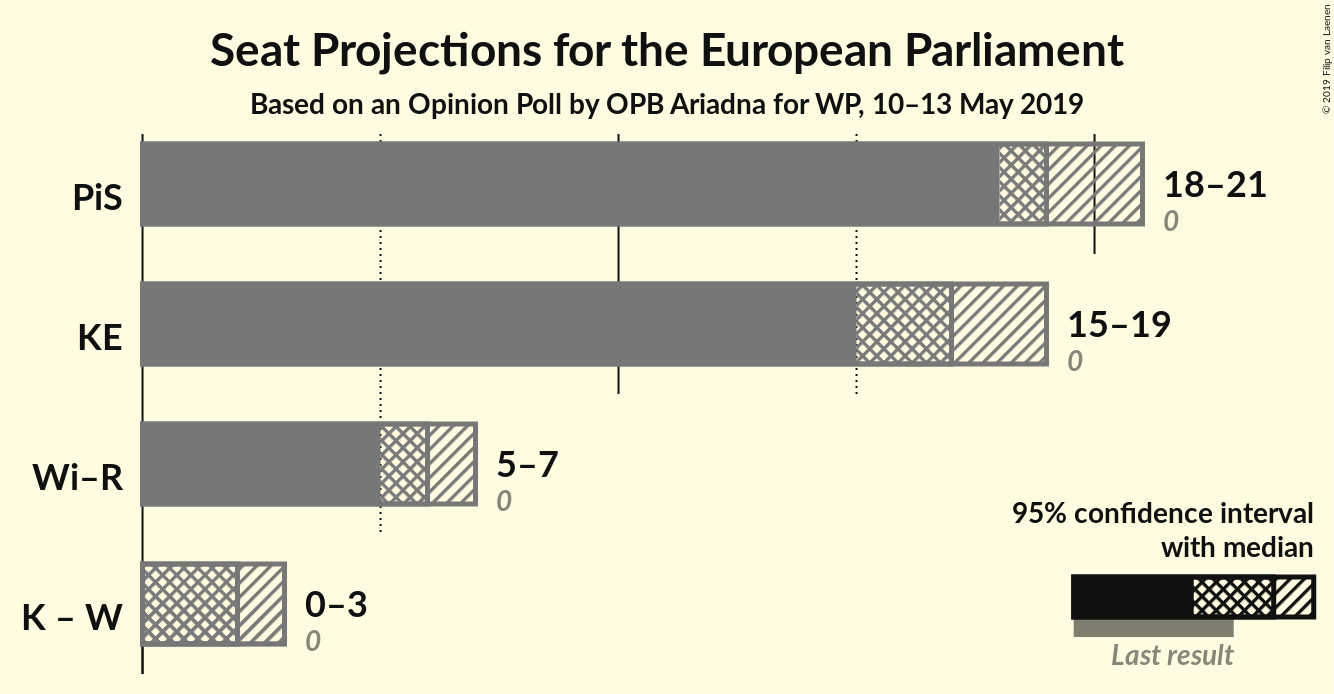 Seat Projections for the European Parliament
Based on an Opinion Poll by OPB Ariadna for WP, 10–13 May 2019
© 2019 Filip van Laenen
PiS
18–21
0
KE
15–19
0
Wi–R
5–7
0
K – W
0–3
0
95% confidence interval
with median
Last result